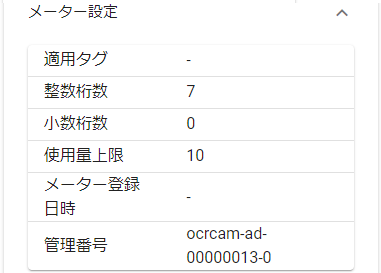 メーター設定
適用タグ -
整数桁数 7
小数桁数 0
使用量上限 10
メーター登録
日時 -
管理番号 ocrcam-ad-
00000013-0